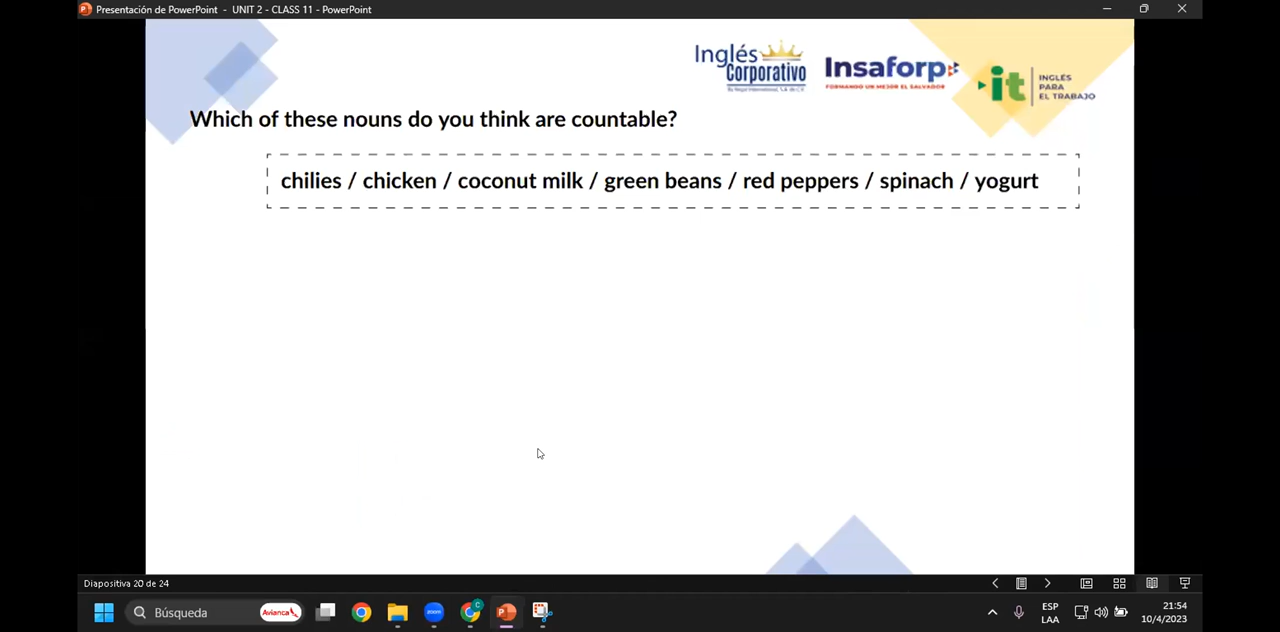 Presentación de PowerPoint - UNIT 2 - CLASS 11 - PowerPoint
Inglés
Corporativo
Insaforp
FORMANDO UN MEJOR EL SALVADOR
it
INGLÉS
PARA
EL TRABAJO
Which of these nouns do you think are countable?
chilies / chicken / coconut milk / green beans / red peppers / spinach / yogurt
Diapositiva 20 de 24
Búsqueda
Avianca
zoom
ESP
LAA
21:54
10/4/2023